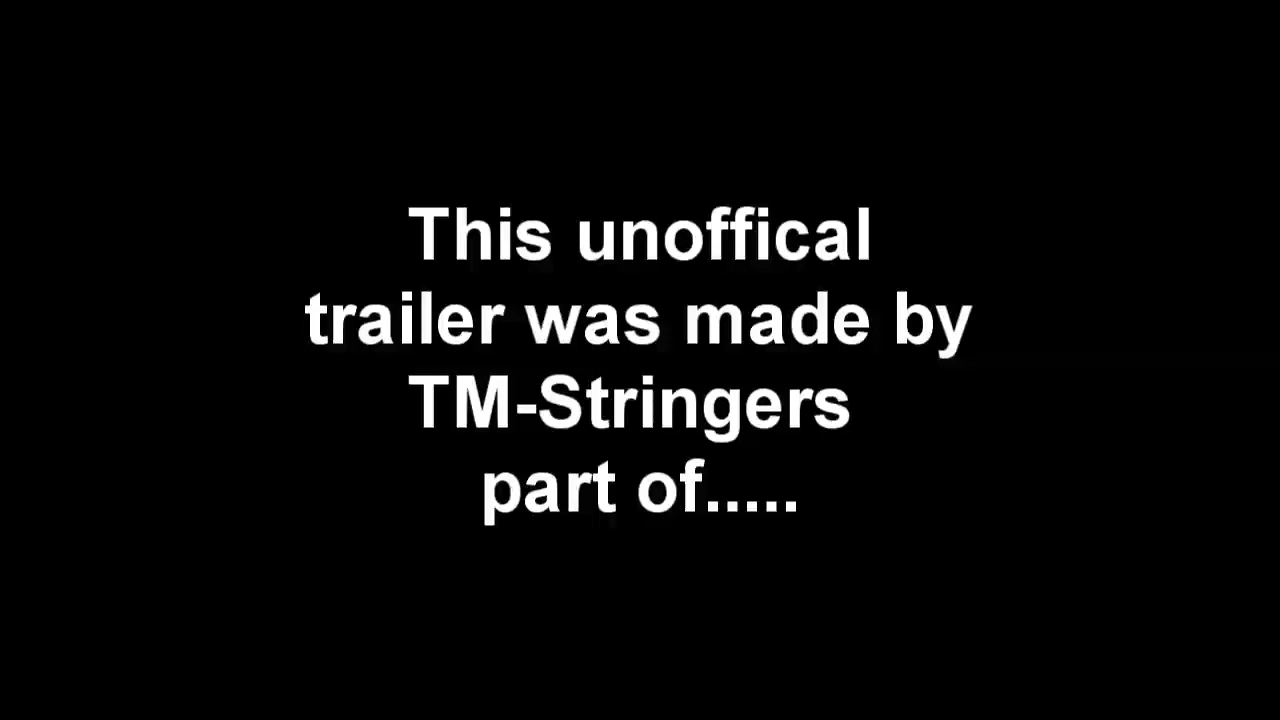 This unoffical
trailer was made by
TM-Stringers
part of.....